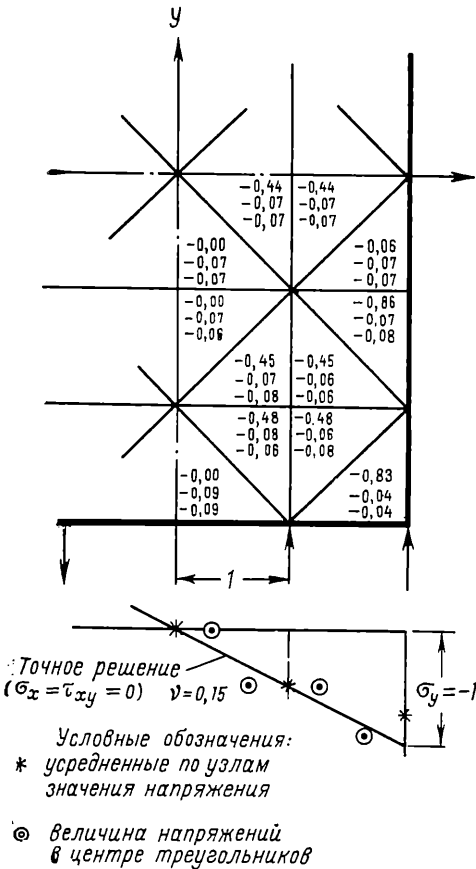 y
-0,44 -0,44
-0,07 -0,07
-0,07 -0,07
-0,00 -0,06
-0,07 -0,07
-0,07 -0,07
-0,00 -0,86
-0,07 -0,07
-0,06 -0,08
-0,45 -0,45
-0,07 -0,06
-0,08 -0,06
-0,48 -0,48
-0,08 -0,06
-0,06 -0,08
-0,00 -0,83
-0,09 -0,04
-0,09 -0,04
1
Точное решение
(σx = τxy = 0) ν = 0,15
σy = -1
Условные обозначения:
* усредненные по узлам
значения напряжения
⊙ Величина напряжений
в центре треугольников